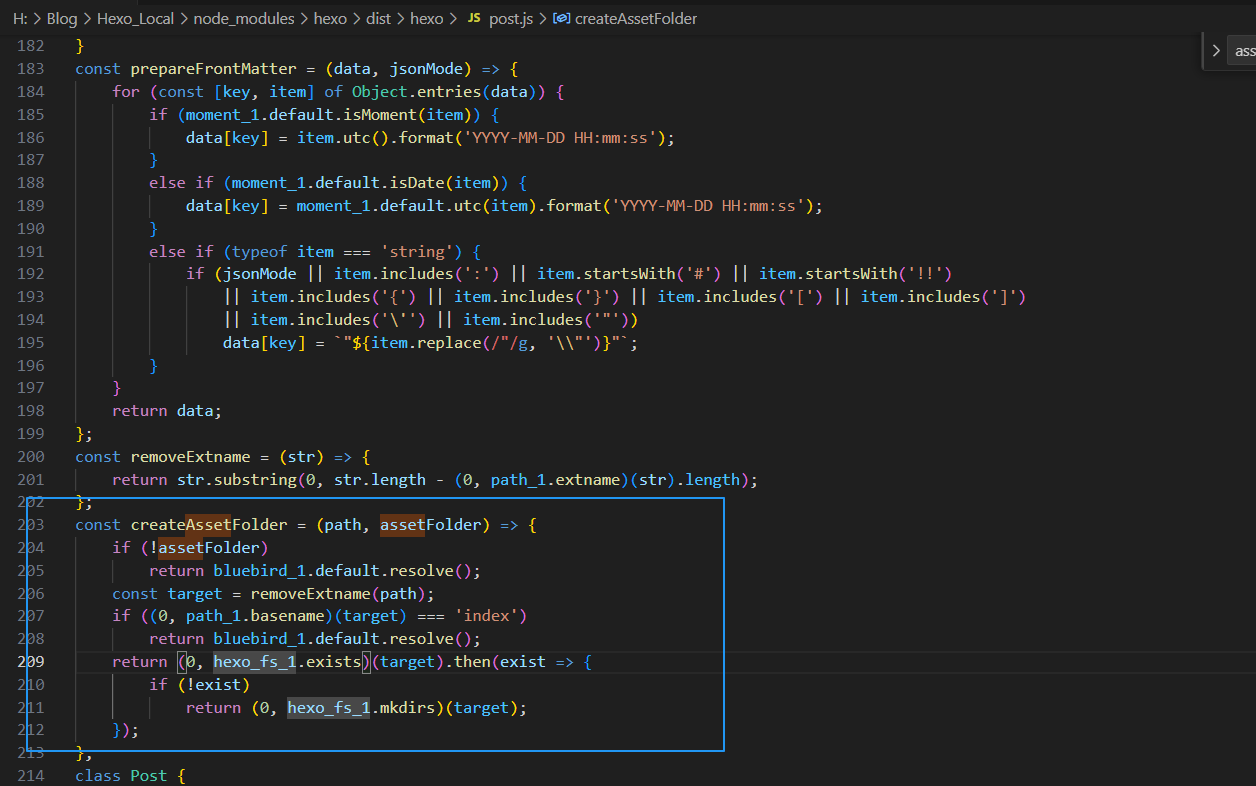 H: > Blog > Hexo_Local > node_modules > hexo > dist > hexo > JS post.js > createAssetFolder
> ass
182 }
183 const prepareFrontMatter = (data, jsonMode) => {
184 for (const [key, item] of Object.entries(data)) {
185 if (moment_1.default.isMoment(item)) {
186 data[key] = item.utc().format('YYYY-MM-DD HH:mm:ss');
187 }
188 else if (moment_1.default.isDate(item)) {
189 data[key] = moment_1.default.utc(item).format('YYYY-MM-DD HH:mm:ss');
190 }
191 else if (typeof item === 'string') {
192 if (jsonMode || item.includes(':') || item.startsWith('#') || item.startsWith('!!')
193 || item.includes('{') || item.includes('}') || item.includes('[') || item.includes(']')
194 || item.includes('\'') || item.includes('"'))
195 data[key] = `"${item.replace(/"/g, '\\"')}"`;
196 }
197 }
198 return data;
199 };
200 const removeExtname = (str) => {
201 return str.substring(0, str.length - (0, path_1.extname)(str).length);
202 };
203 const createAssetFolder = (path, assetFolder) => {
204 if (!assetFolder)
205 return bluebird_1.default.resolve();
206 const target = removeExtname(path);
207 if ((0, path_1.basename)(target) === 'index')
208 return bluebird_1.default.resolve();
209 return (0, hexo_fs_1.exists)(target).then(exist => {
210 if (!exist)
211 return (0, hexo_fs_1.mkdirs)(target);
212 });
213 };
214 class Post {